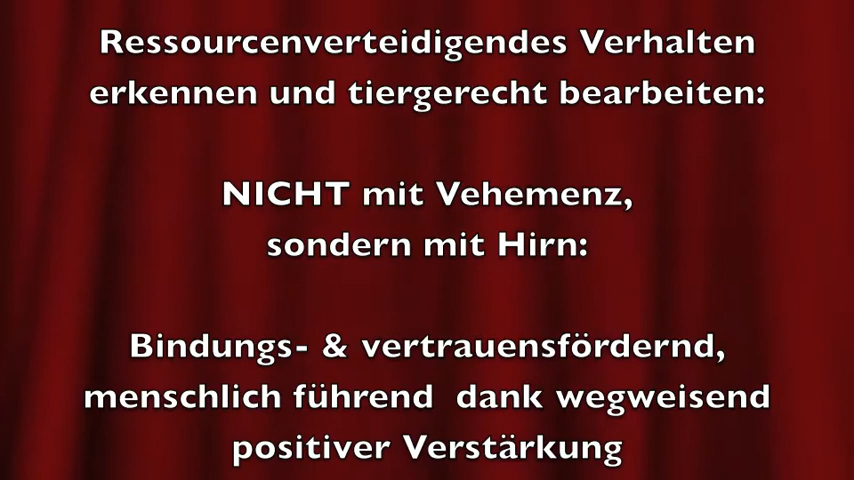 Ressourcenverteidigendes Verhalten
erkennen und tiergerecht bearbeiten:
NICHT mit Vehemenz,
sondern mit Hirn:
Bindungs- & vertrauensfördernd,
menschlich führend dank wegweisend
positiver Verstärkung